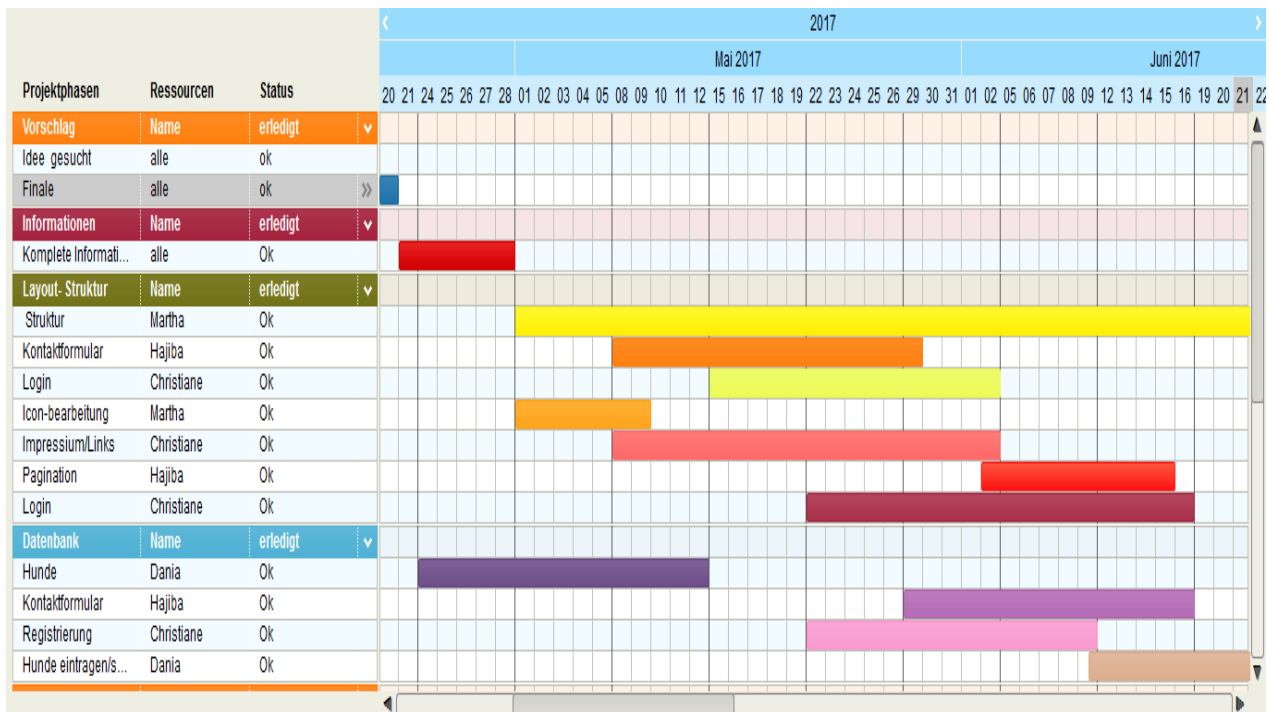 2017
Mai 2017 Juni 2017
Projektphasen Ressourcen Status 20 21 24 25 26 27 28 01 02 03 04 05 08 09 10 11 12 15 16 17 18 19 22 23 24 25 26 29 30 31 01 02 05 06 07 08 09 12 13 14 15 16 19 20 21 22
Vorschlag Name erledigt
Idee gesucht alle ok
Finale alle ok
Informationen Name erledigt
Komplete Informati... alle Ok
Layout- Struktur Name erledigt
Struktur Martha Ok
Kontaktformular Hajiba Ok
Login Christiane Ok
Icon-bearbeitung Martha Ok
Impressium/Links Christiane Ok
Pagination Hajiba Ok
Login Christiane Ok
Datenbank Name erledigt
Hunde Dania Ok
Kontaktformular Hajiba Ok
Registrierung Christiane Ok
Hunde eintragen/s... Dania Ok